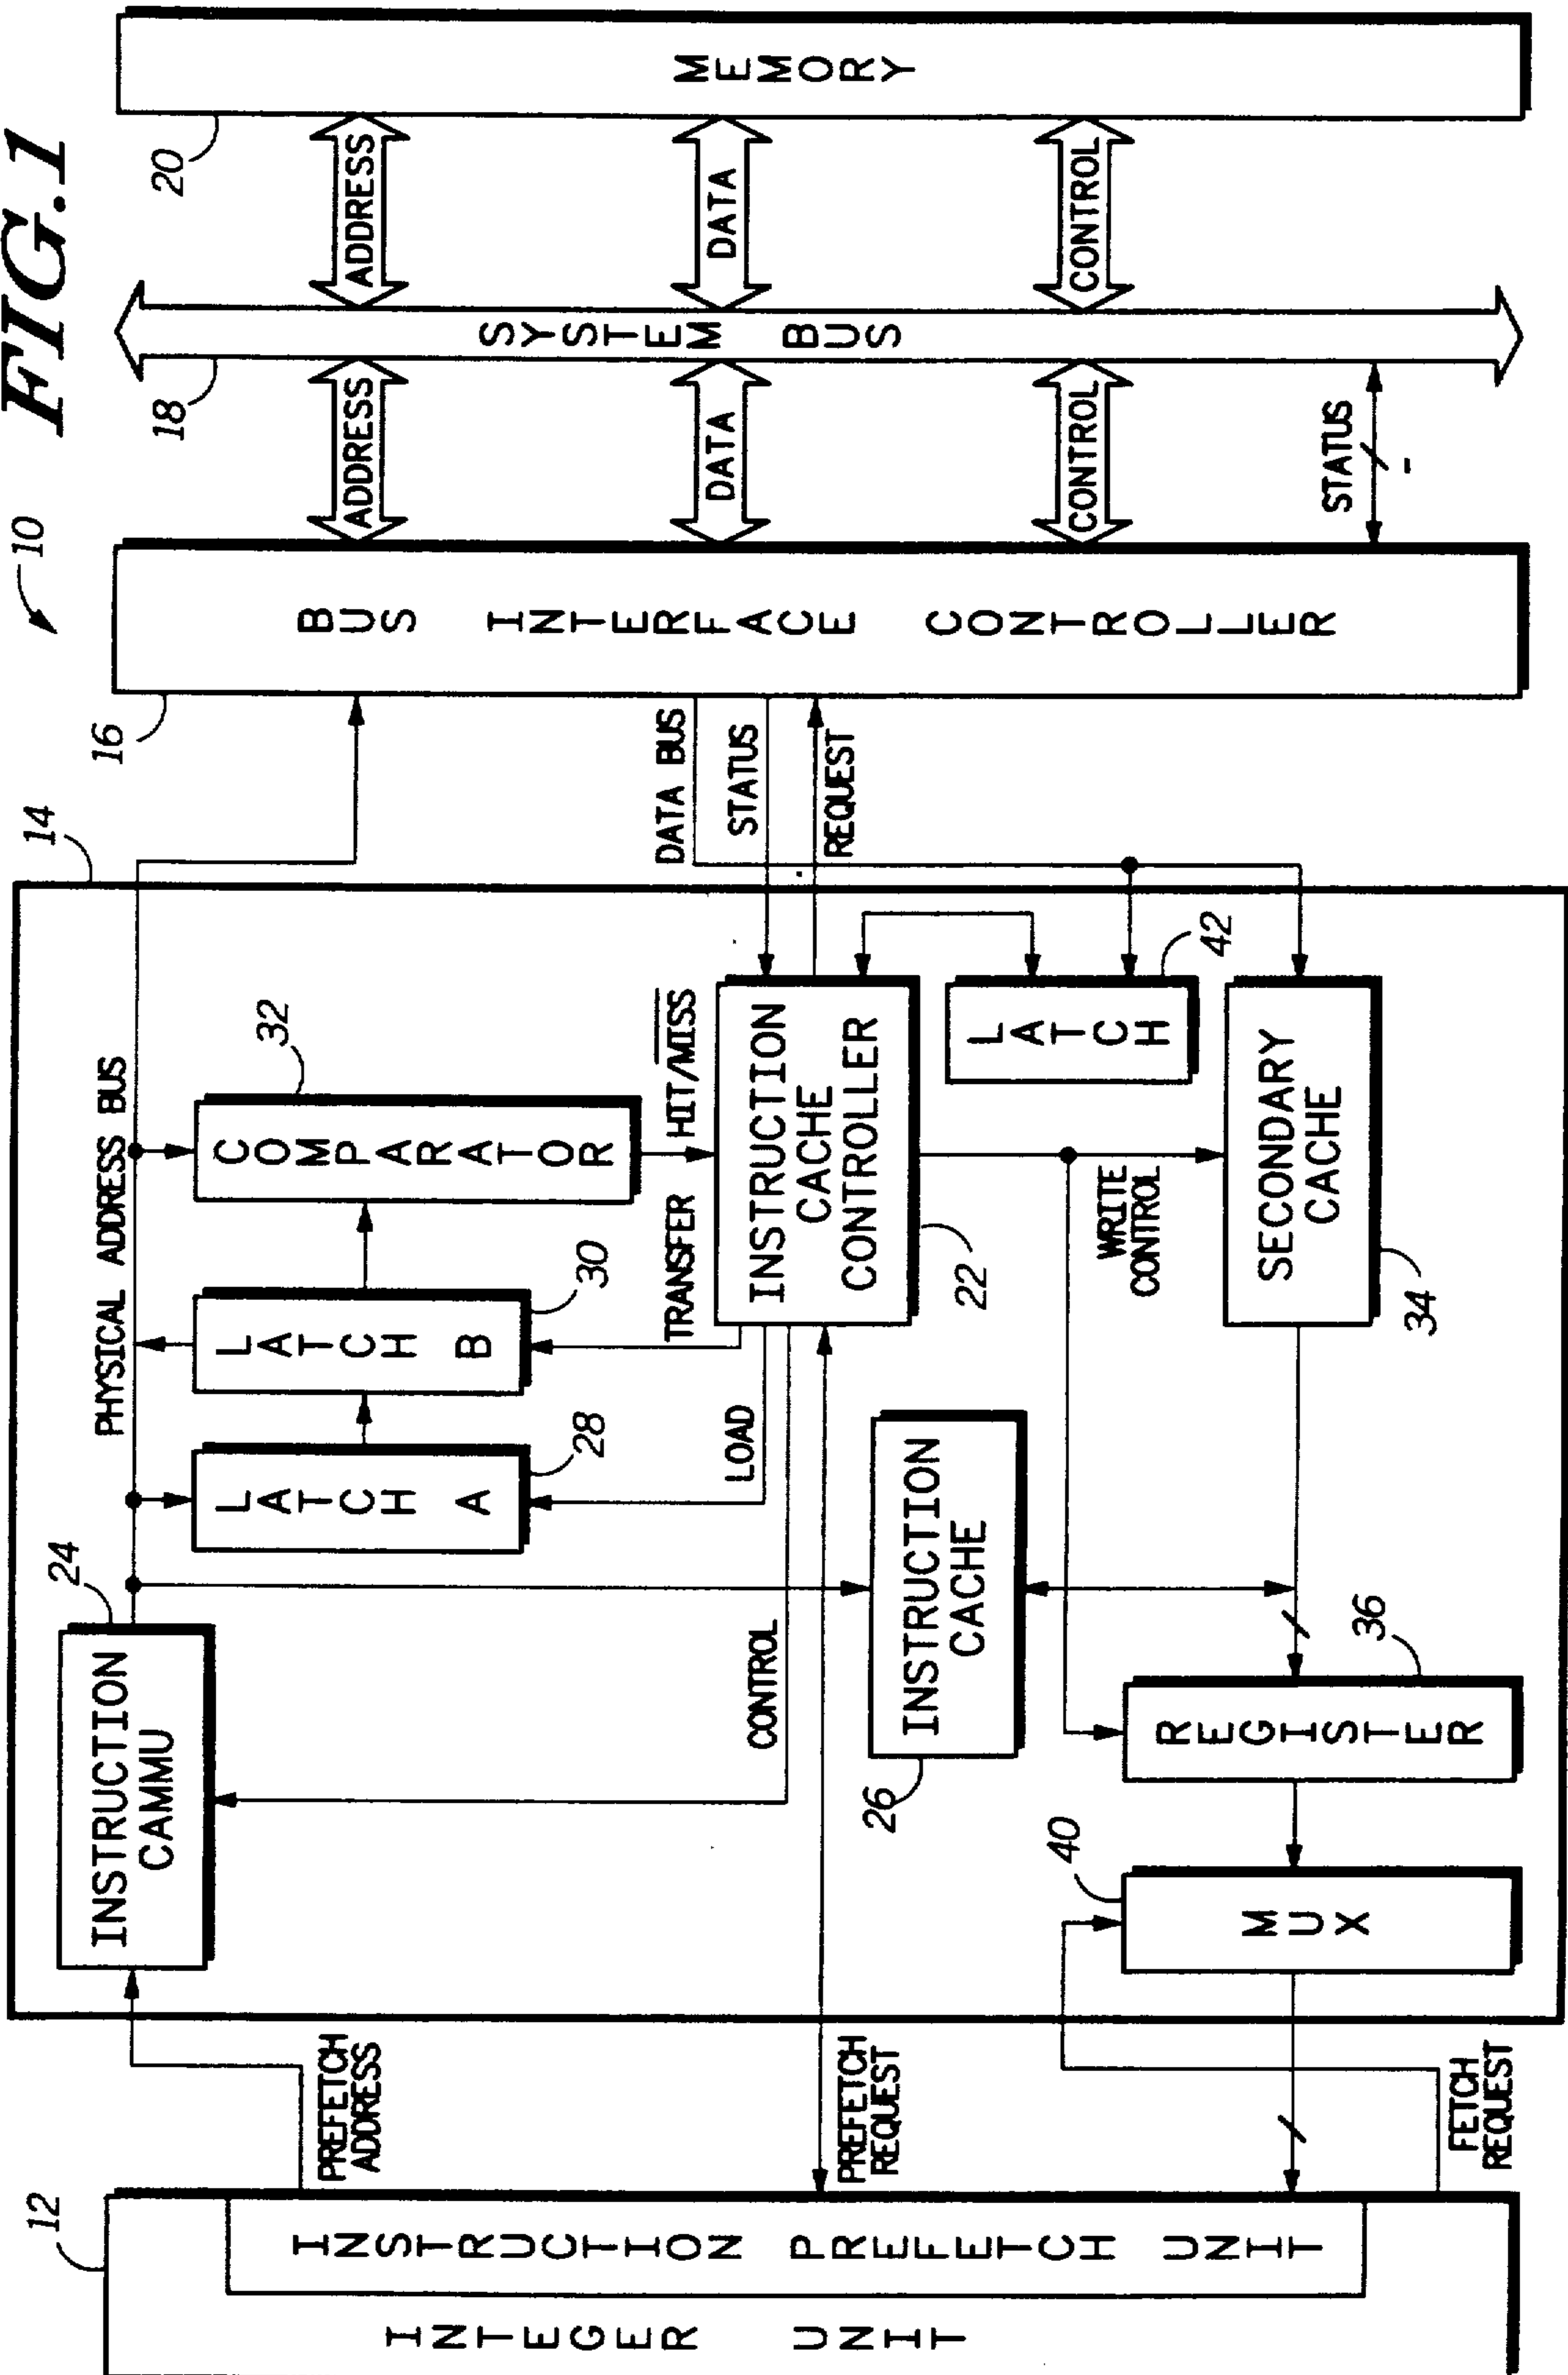 FIG.1
10
12
INTEGER UNIT
INSTRUCTION PREFETCH UNIT
PREFETCH
ADDRESS
PREFETCH
REQUEST
FETCH
REQUEST
14
24
INSTRUCTION
CAMMU
PHYSICAL ADDRESS BUS
LATCH A
28
LATCH B
30
COMPARATOR
32
LOAD
TRANSFER
HIT/MISS
CONTROL
INSTRUCTION
CACHE
CONTROLLER
22
INSTRUCTION
CACHE
26
LATCH
42
WRITE
CONTROL
SECONDARY
CACHE
34
REGISTER
36
MUX
40
DATA BUS
STATUS
REQUEST
16
BUS INTERFACE CONTROLLER
ADDRESS
DATA
CONTROL
STATUS
18
SYSTEM BUS
ADDRESS
DATA
CONTROL
20
MEMORY